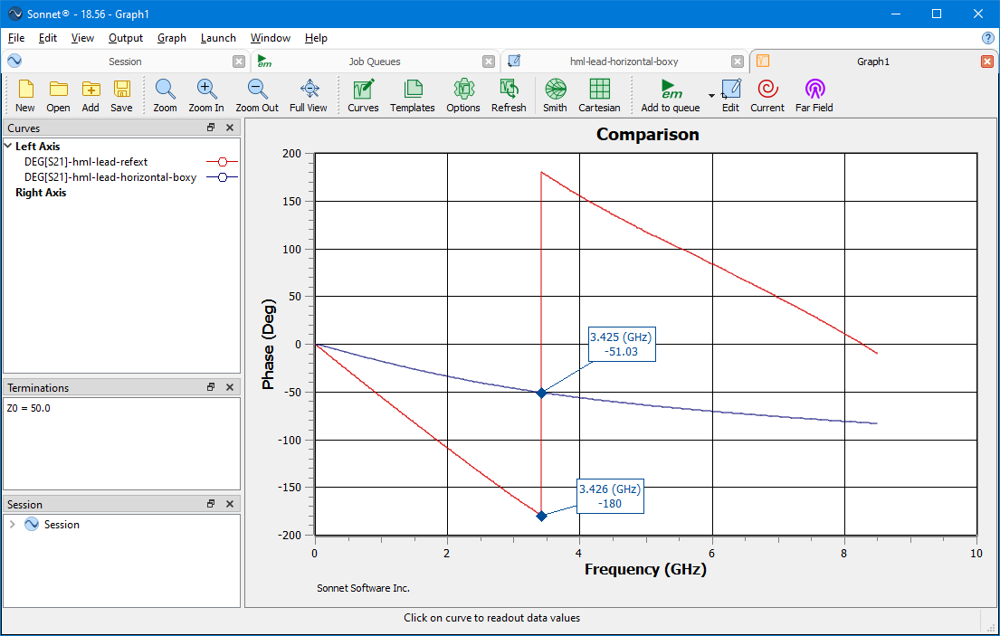 Sonnet® - 18.56 - Graph1
File Edit View Output Graph Launch Window Help
Session
em Job Queues
hml-lead-horizontal-boxy
Graph1
New Open Add Save Zoom Zoom In Zoom Out Full View Curves Templates Options Refresh Smith Cartesian em Add to queue Edit Current Far Field
Curves
Left Axis
DEG[S21]-hml-lead-refext
DEG[S21]-hml-lead-horizontal-boxy
Right Axis
Terminations
Z0 = 50.0
Session
Session
Comparison
Phase (Deg)
200
150
100
50
0
-50
-100
-150
-200
3.425 (GHz)
-51.03
3.426 (GHz)
-180
0 2 4 6 8 10
Frequency (GHz)
Sonnet Software Inc.
Click on curve to readout data values